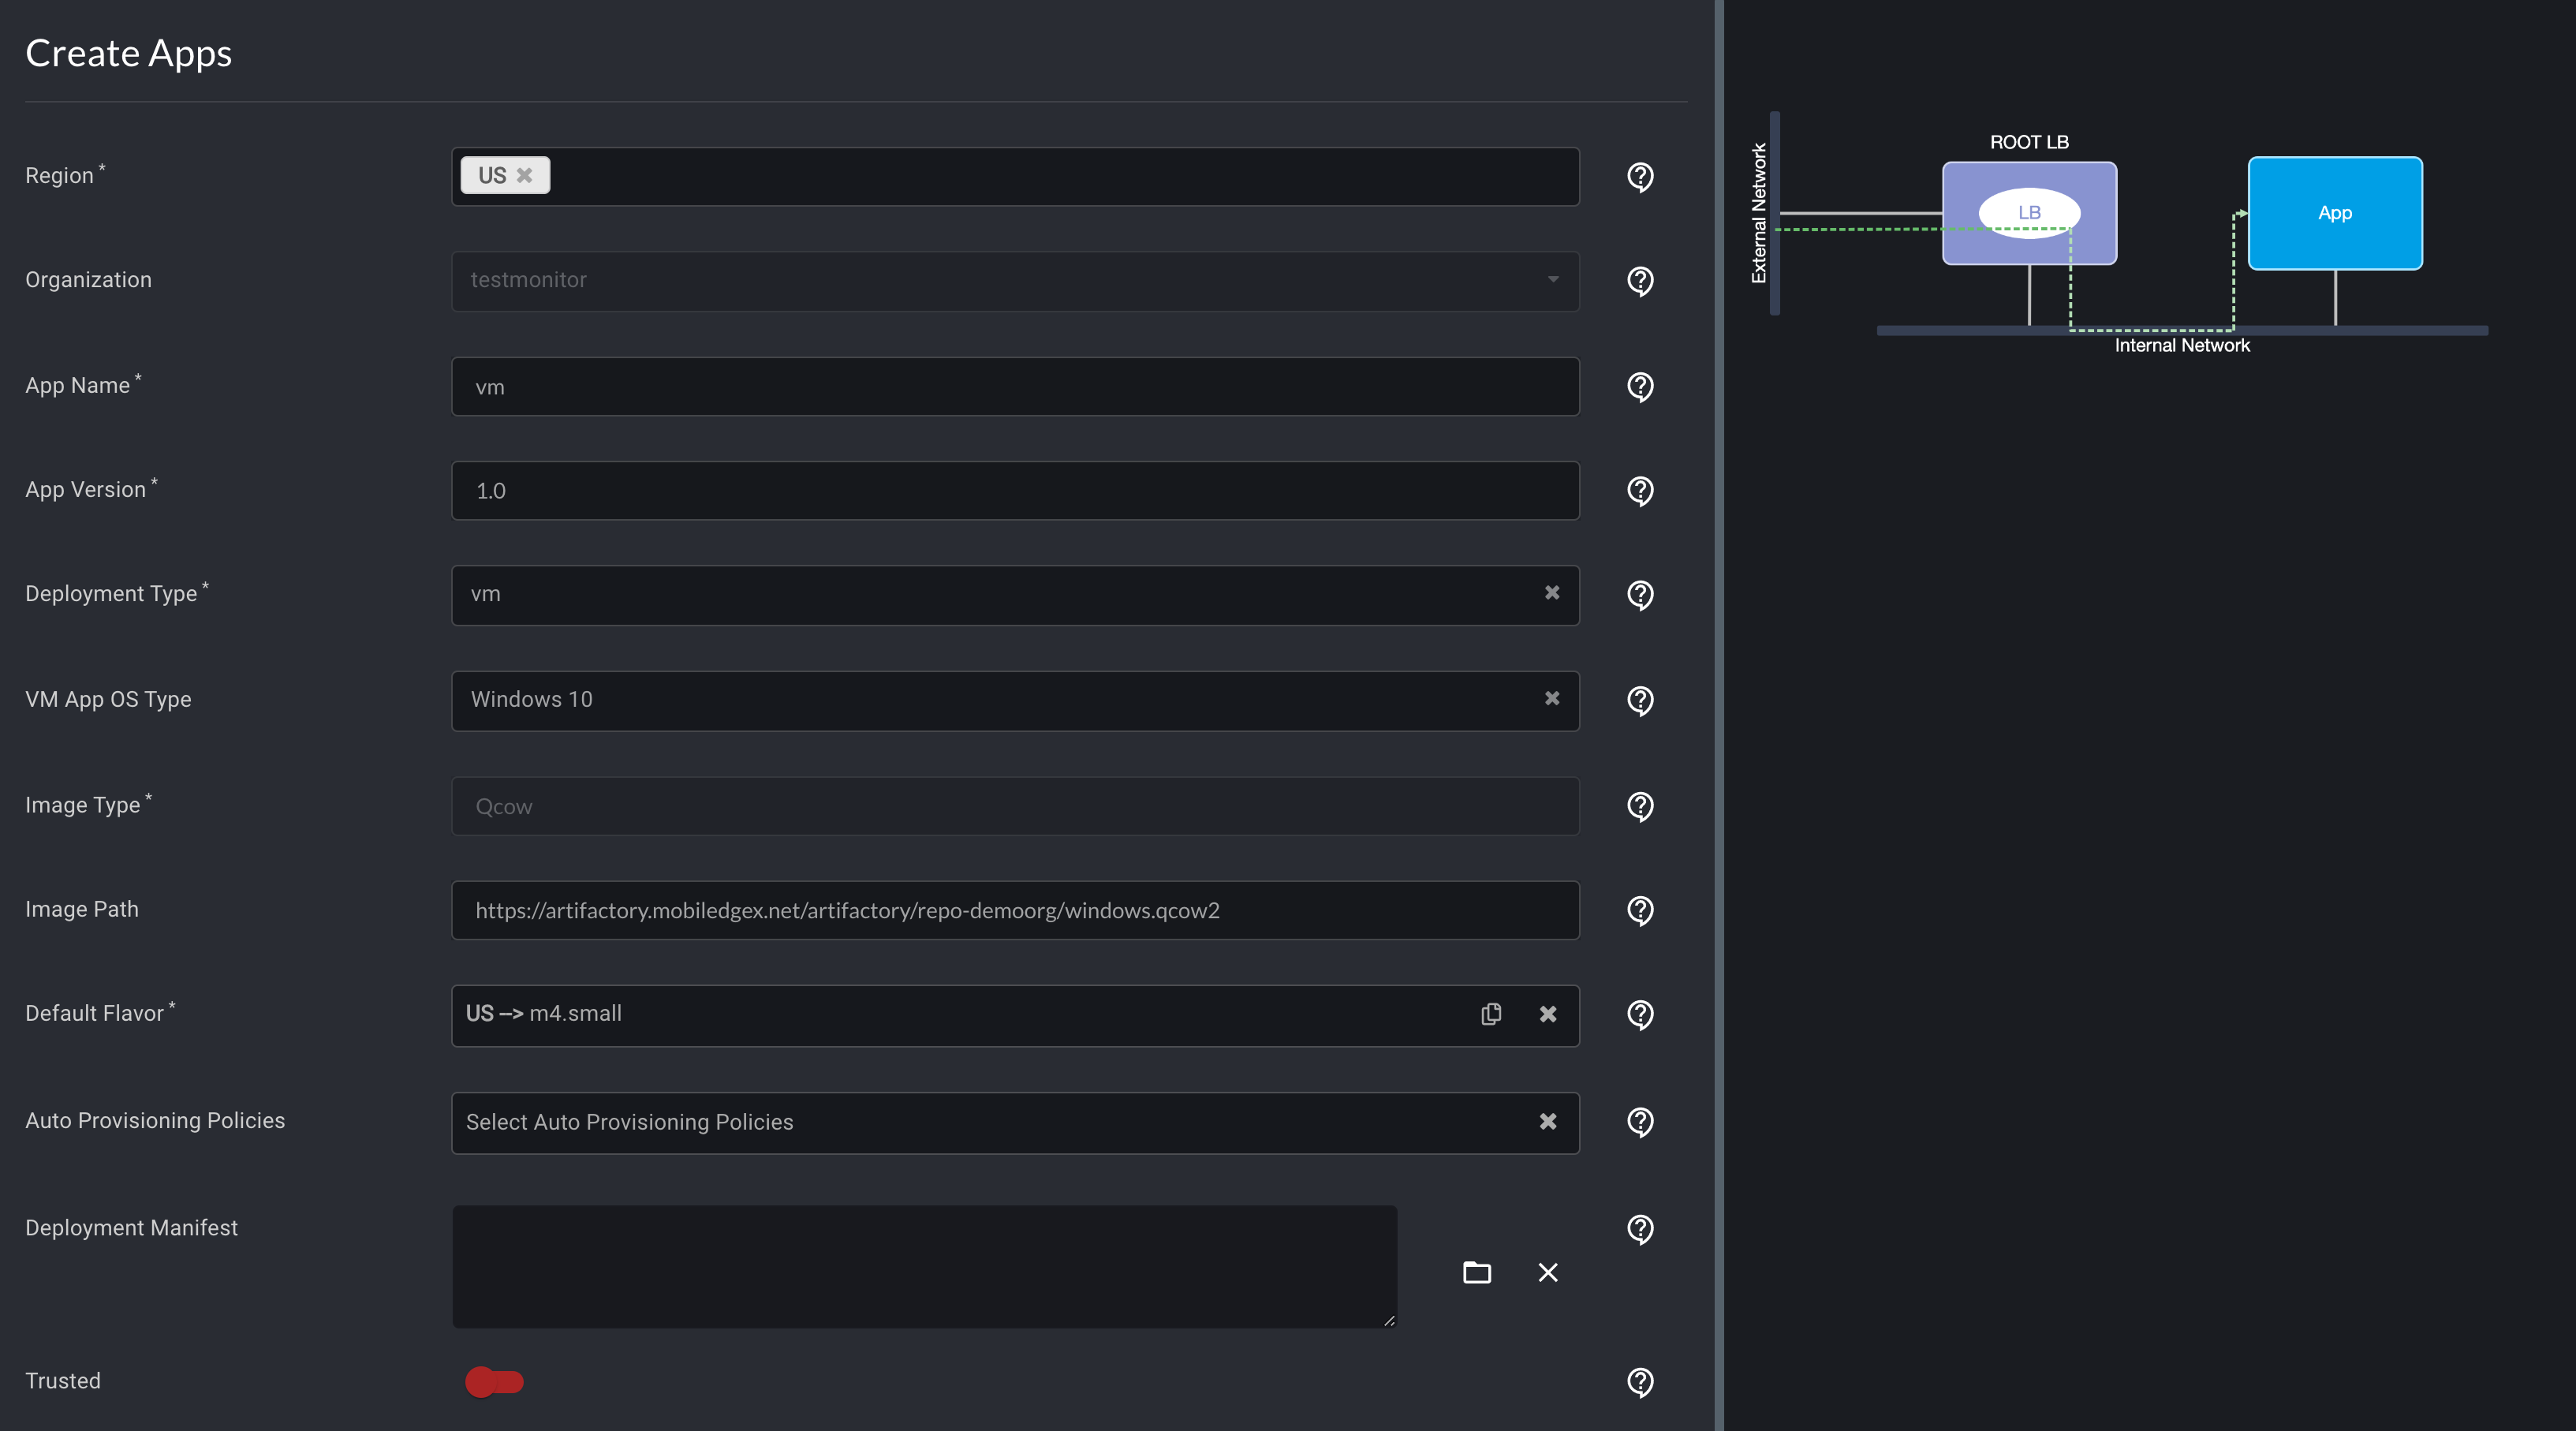 Create Apps
Region *
US
Organization
testmonitor
App Name *
vm
App Version *
1.0
Deployment Type *
vm
VM App OS Type
Windows 10
Image Type *
Qcow
Image Path
https://artifactory.mobiledgex.net/artifactory/repo-demoorg/windows.qcow2
Default Flavor *
US --> m4.small
Auto Provisioning Policies
Select Auto Provisioning Policies
Deployment Manifest
Trusted
External Network
ROOT LB
LB
App
Internal Network